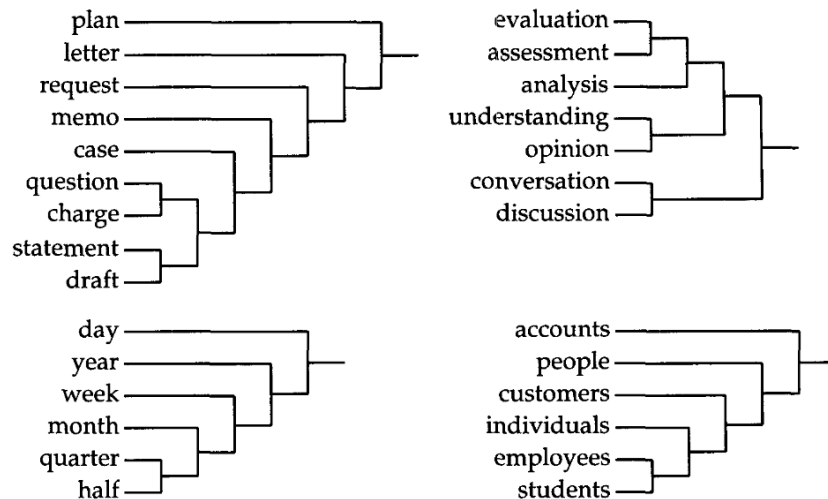 plan
letter
request
memo
case
question
charge
statement
draft
evaluation
assessment
analysis
understanding
opinion
conversation
discussion
day
year
week
month
quarter
half
accounts
people
customers
individuals
employees
students